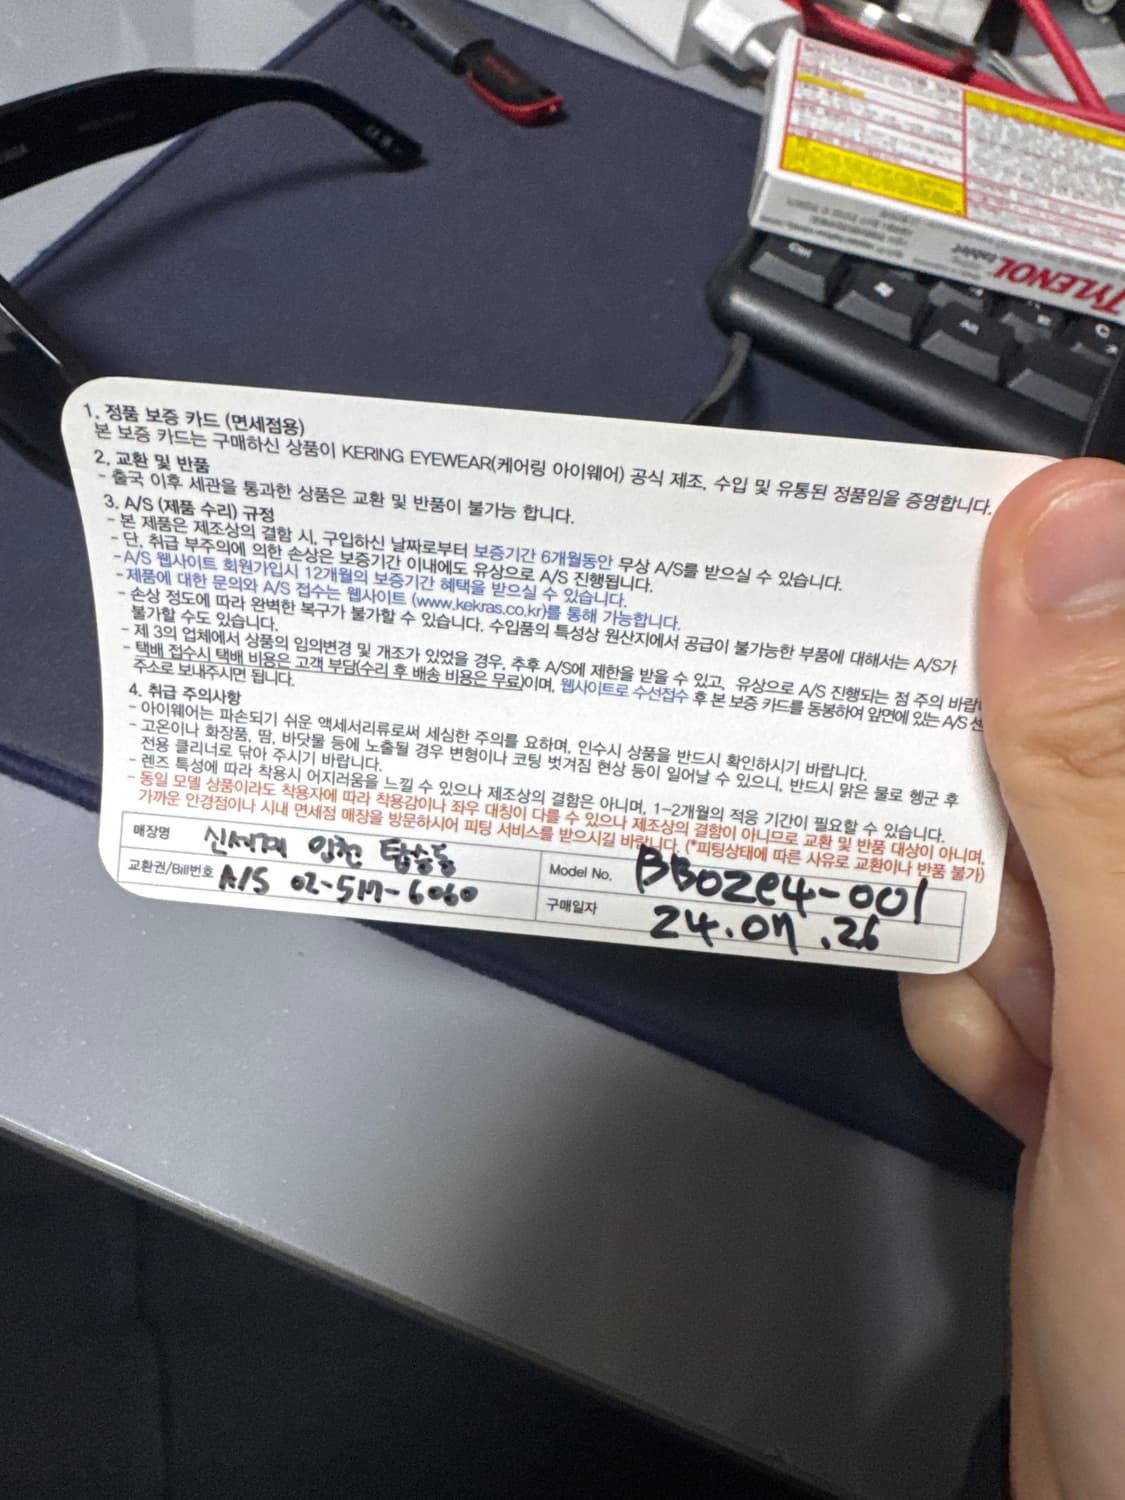 TYLENOL
tablet
Ctrl
Alt
C
1. 정품 보증 카드 (면세점용)
본 보증 카드는 구매하신 상품이 KERING EYEWEAR(케어링 아이웨어) 공식 제조, 수입 및 유통된 정품임을 증명합니다.
2. 교환 및 반품
- 출국 이후 세관을 통과한 상품은 교환 및 반품이 불가능 합니다.
3. A/S (제품 수리) 규정
- 본 제품은 제조상의 결함 시, 구입하신 날짜로부터 보증기간 6개월동안 무상 A/S를 받으실 수 있습니다.
- 단, 취급 부주의에 의한 손상은 보증기간 이내에도 유상으로 A/S 진행됩니다.
-A/S 웹사이트 회원가입시 12개월의 보증기간 혜택을 받으실 수 있습니다.
-제품에 대한 문의와 A/S 접수는 웹사이트 (www.kekras.co.kr)를 통해 가능합니다.
- 손상 정도에 따라 완벽한 복구가 불가할 수 있습니다. 수입품의 특성상 원산지에서 공급이 불가능한 부품에 대해서는 A/S가
불가할 수도 있습니다.
- 제 3의 업체에서 상품의 임의변경 및 개조가 있었을 경우, 추후 A/S에 제한을 받을 수 있고, 유상으로 A/S 진행되는 점 주의 바랍
- 택배 접수시 택배 비용은 고객 부담(수리 후 배송 비용은 무료)이며, 웹사이트로 수선접수 후 본 보증 카드를 동봉하여 앞면에 있는 A/S 센
주소로 보내주시면 됩니다.
4. 취급 주의사항
- 아이웨어는 파손되기 쉬운 액세서리류로써 세심한 주의를 요하며, 인수시 상품을 반드시 확인하시기 바랍니다.
- 고온이나 화장품, 땀, 바닷물 등에 노출될 경우 변형이나 코팅 벗겨짐 현상 등이 일어날 수 있으니, 반드시 맑은 물로 헹군 후
전용 클리너로 닦아 주시기 바랍니다.
- 렌즈 특성에 따라 착용시 어지러움을 느낄 수 있으나 제조상의 결함은 아니며, 1-2개월의 적응 기간이 필요할 수 있습니다.
- 동일 모델 상품이라도 착용자에 따라 착용감이나 좌우 대칭이 다를 수 있으나 제조상의 결함이 아니므로 교환 및 반품 대상이 아니며,
가까운 안경점이나 시내 면세점 매장을 방문하시어 피팅 서비스를 받으시길 바랍니다. (*피팅상태에 따른 사유로 교환이나 반품 불가)
매장명 신세계 인천 탑승동
Model No. BB02e4-001
교환권/Bill번호 A/S 02-517-6060
구매일자 24.07.26